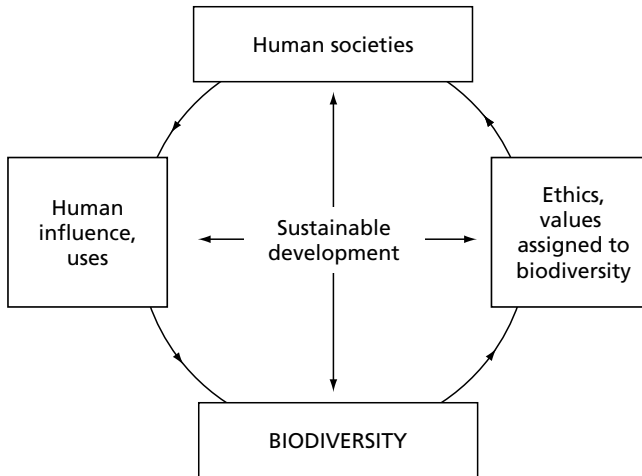 Human societies
Human
influence,
uses
Sustainable
development
Ethics,
values
assigned to
biodiversity
BIODIVERSITY